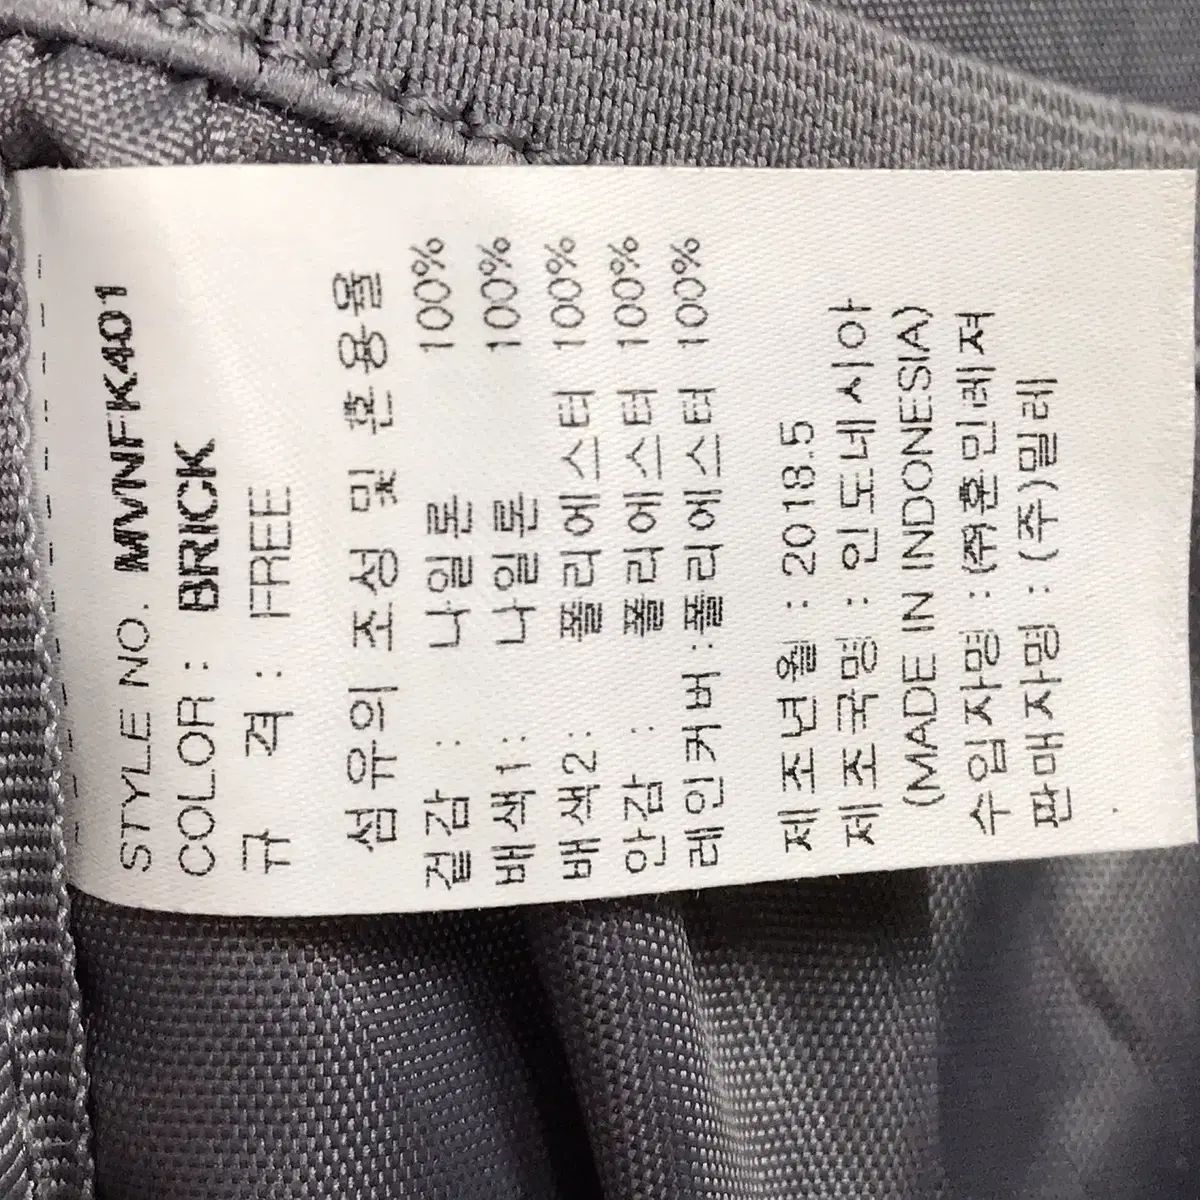 STYLE NO. MVNFK401
COLOR : BRICK
규 격 : FREE
섬유의 조성 및 혼용율
겉감 : 나일론 100%
배색1: 나일론 100%
배색2: 폴리에스터 100%
안감 : 폴리에스터 100%
레인커버 : 폴리에스터 100%
제조년월 : 2018.5
제조국명 : 인도네시아
(MADE IN INDONESIA)
수입자명 : (주)훈민레져
판매자명 : (주)밀레